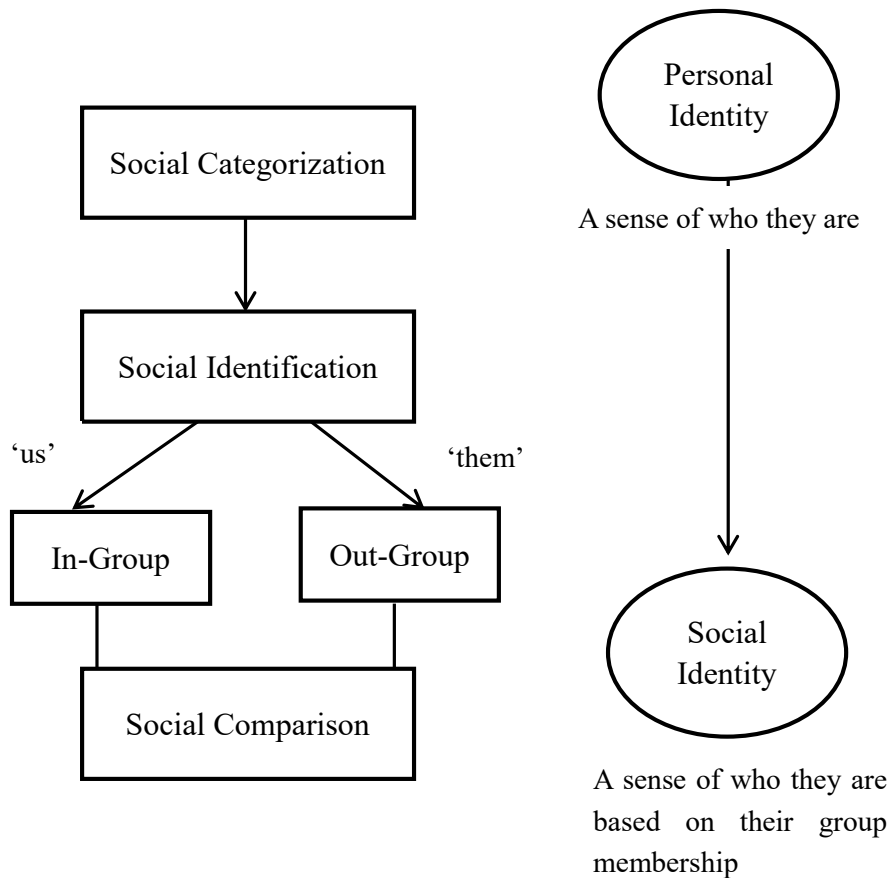 Social Categorization
Social Identification
‘us’
‘them’
In-Group
Out-Group
Social Comparison
Personal
Identity
A sense of who they are
Social
Identity
A sense of who they are
based on their group
membership